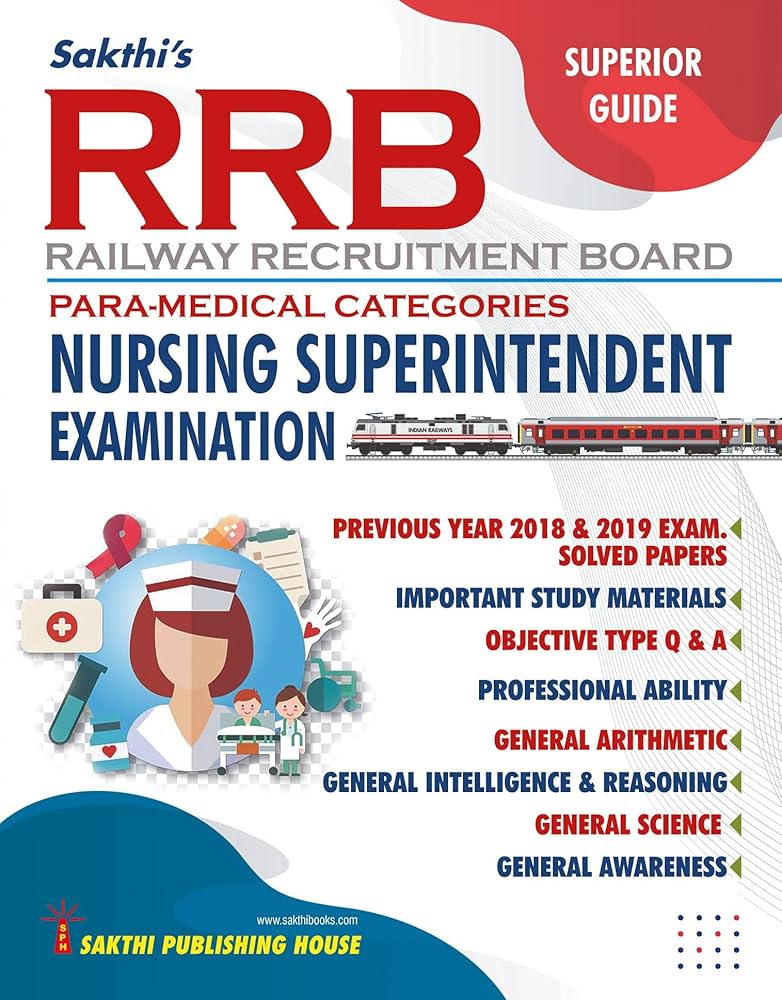 Sakthi's
SUPERIOR
GUIDE
RRB
RAILWAY RECRUITMENT BOARD
PARA-MEDICAL CATEGORIES
NURSING SUPERINTENDENT
EXAMINATION
INDIAN RAILWAYS
PREVIOUS YEAR 2018 & 2019 EXAM.
SOLVED PAPERS
IMPORTANT STUDY MATERIALS
OBJECTIVE TYPE Q & A
PROFESSIONAL ABILITY
GENERAL ARITHMETIC
GENERAL INTELLIGENCE & REASONING
GENERAL SCIENCE
GENERAL AWARENESS
www.sakthibooks.com
SPH
SAKTHI PUBLISHING HOUSE